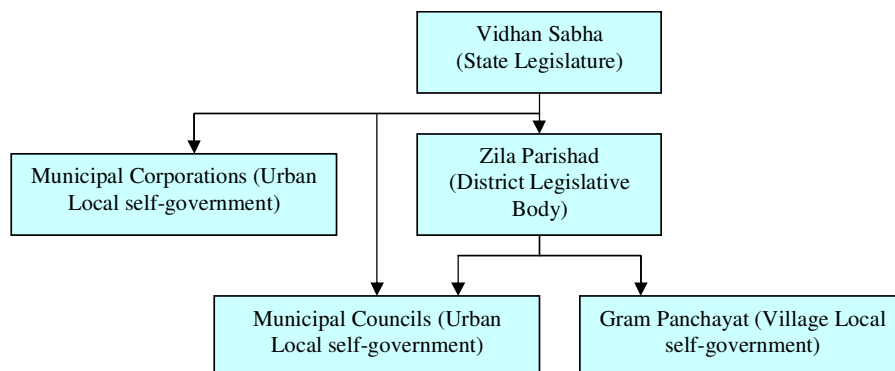 Vidhan Sabha
(State Legislature)
Municipal Corporations (Urban
Local self-government)
Zila Parishad
(District Legislative
Body)
Municipal Councils (Urban
Local self-government)
Gram Panchayat (Village Local
self-government)